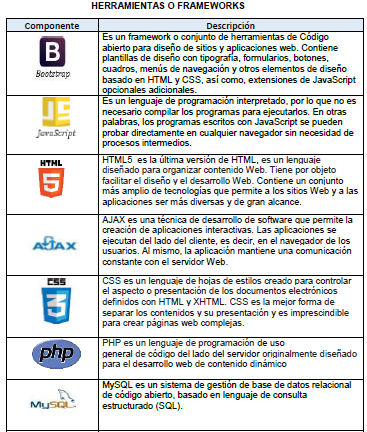 HERRAMIENTAS O FRAMEWORKS
Componente
Descripción
B
Bootstrap
Es un framework o conjunto de herramientas de Código
abierto para diseño de sitios y aplicaciones web. Contiene
plantillas de diseño con tipografía, formularios, botones,
cuadros, menús de navegación y otros elementos de diseño
basado en HTML y CSS, así como, extensiones de JavaScript
opcionales adicionales.
JavaScript
Es un lenguaje de programación interpretado, por lo que no es
necesario compilar los programas para ejecutarlos. En otras
palabras, los programas escritos con JavaScript se pueden
probar directamente en cualquier navegador sin necesidad de
procesos intermedios.
HTML
5
HTML5 es la última versión de HTML, es un lenguaje
diseñado para organizar contenido Web. Tiene por objeto
facilitar el diseño y el desarrollo Web. Contiene un conjunto
más amplio de tecnologías que permite a los sitios Web y a las
aplicaciones ser más diversas y de gran alcance.
AJAX
AJAX es una técnica de desarrollo de software que permite la
creación de aplicaciones interactivas. Las aplicaciones se
ejecutan del lado del cliente, es decir, en el navegador de los
usuarios. Al mismo, la aplicación mantiene una comunicación
constante con el servidor Web.
CSS
3
CSS es un lenguaje de hojas de estilos creado para controlar
el aspecto o presentación de los documentos electrónicos
definidos con HTML y XHTML. CSS es la mejor forma de
separar los contenidos y su presentación y es imprescindible
para crear páginas web complejas.
php
PHP es un lenguaje de programación de uso
general de código del lado del servidor originalmente diseñado
para el desarrollo web de contenido dinámico
MySQL
MySQL es un sistema de gestión de base de datos relacional
de código abierto, basado en lenguaje de consulta
estructurado (SQL).